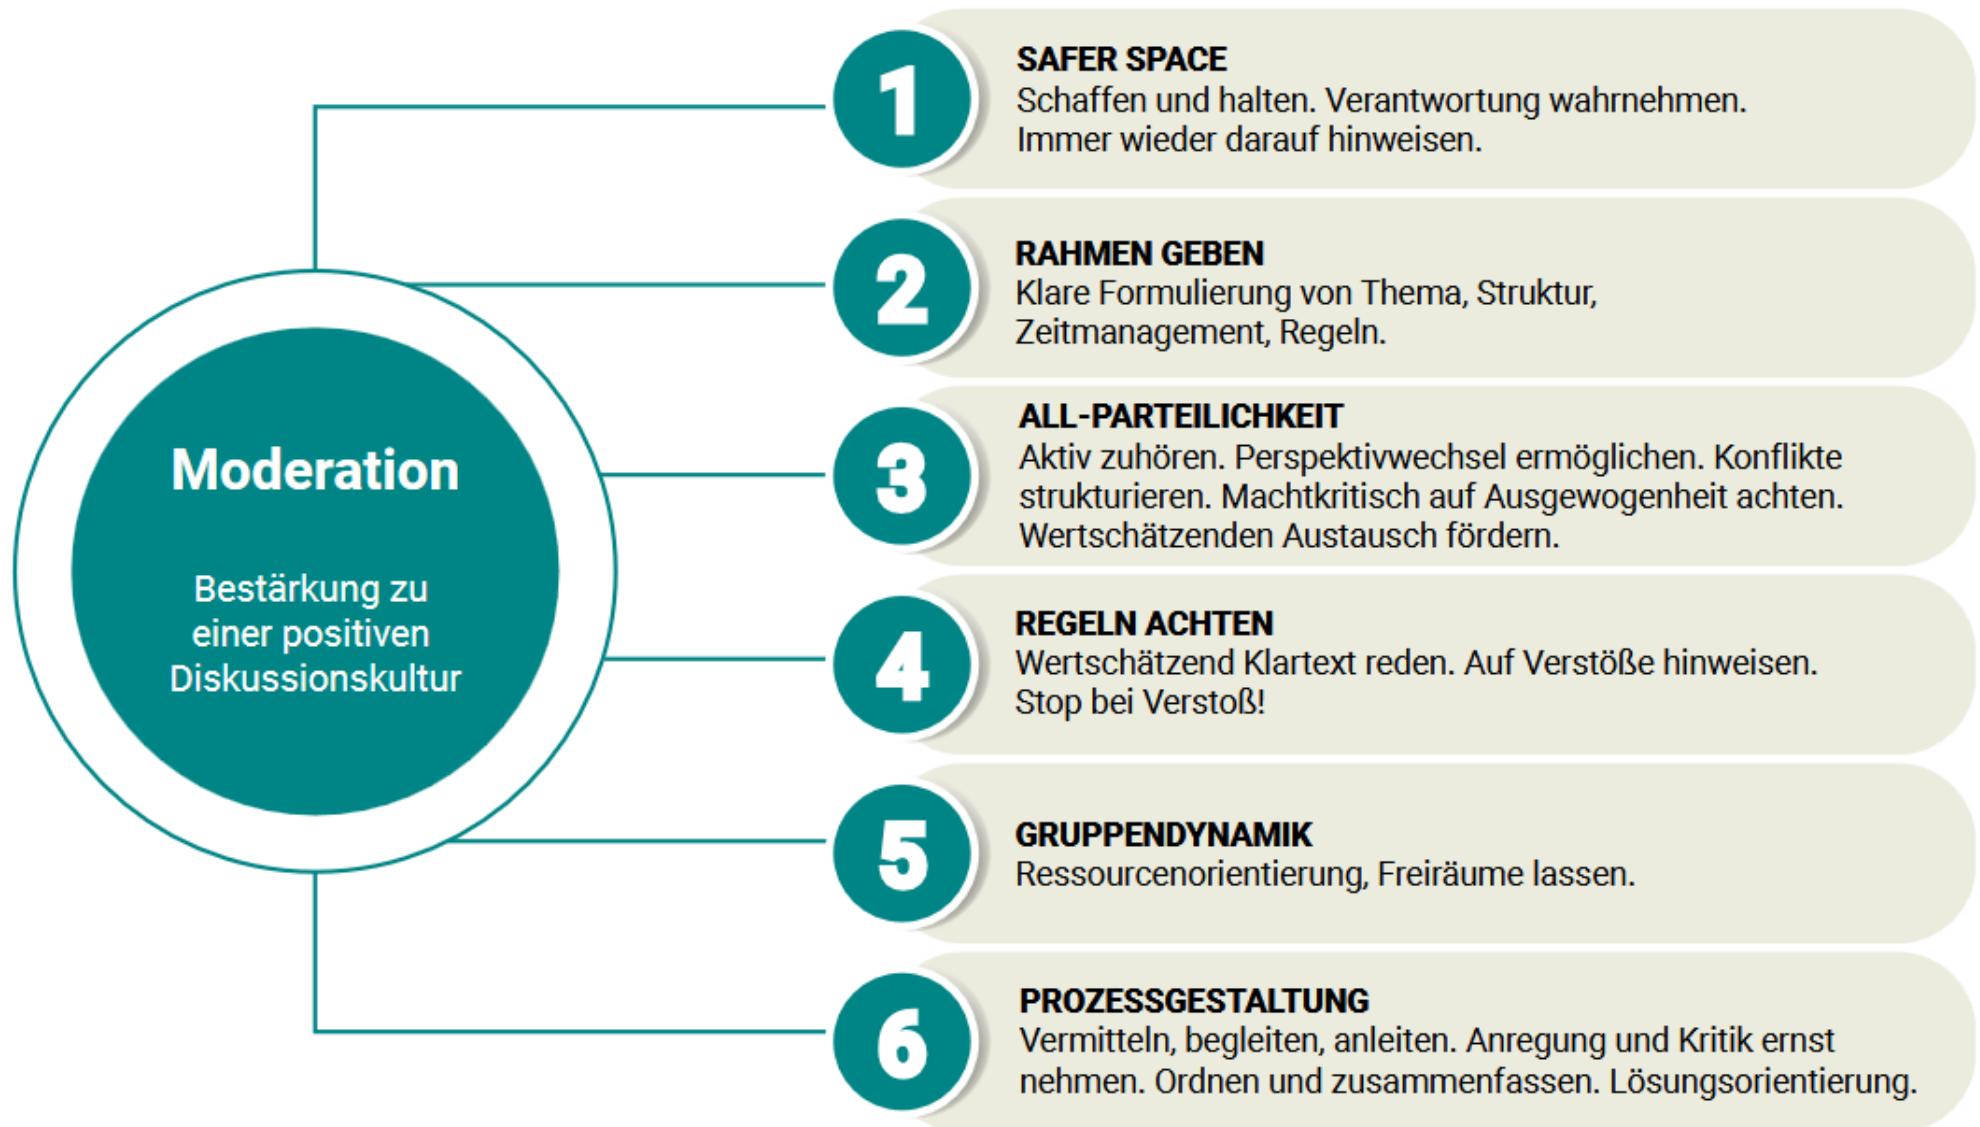 Moderation
Bestärkung zu
einer positiven
Diskussionskultur
1
SAFER SPACE
Schaffen und halten. Verantwortung wahrnehmen.
Immer wieder darauf hinweisen.
2
RAHMEN GEBEN
Klare Formulierung von Thema, Struktur,
Zeitmanagement, Regeln.
3
ALL-PARTEILICHKEIT
Aktiv zuhören. Perspektivwechsel ermöglichen. Konflikte
strukturieren. Machtkritisch auf Ausgewogenheit achten.
Wertschätzenden Austausch fördern.
4
REGELN ACHTEN
Wertschätzend Klartext reden. Auf Verstöße hinweisen.
Stop bei Verstoß!
5
GRUPPENDYNAMIK
Ressourcenorientierung, Freiräume lassen.
6
PROZESSGESTALTUNG
Vermitteln, begleiten, anleiten. Anregung und Kritik ernst
nehmen. Ordnen und zusammenfassen. Lösungsorientierung.